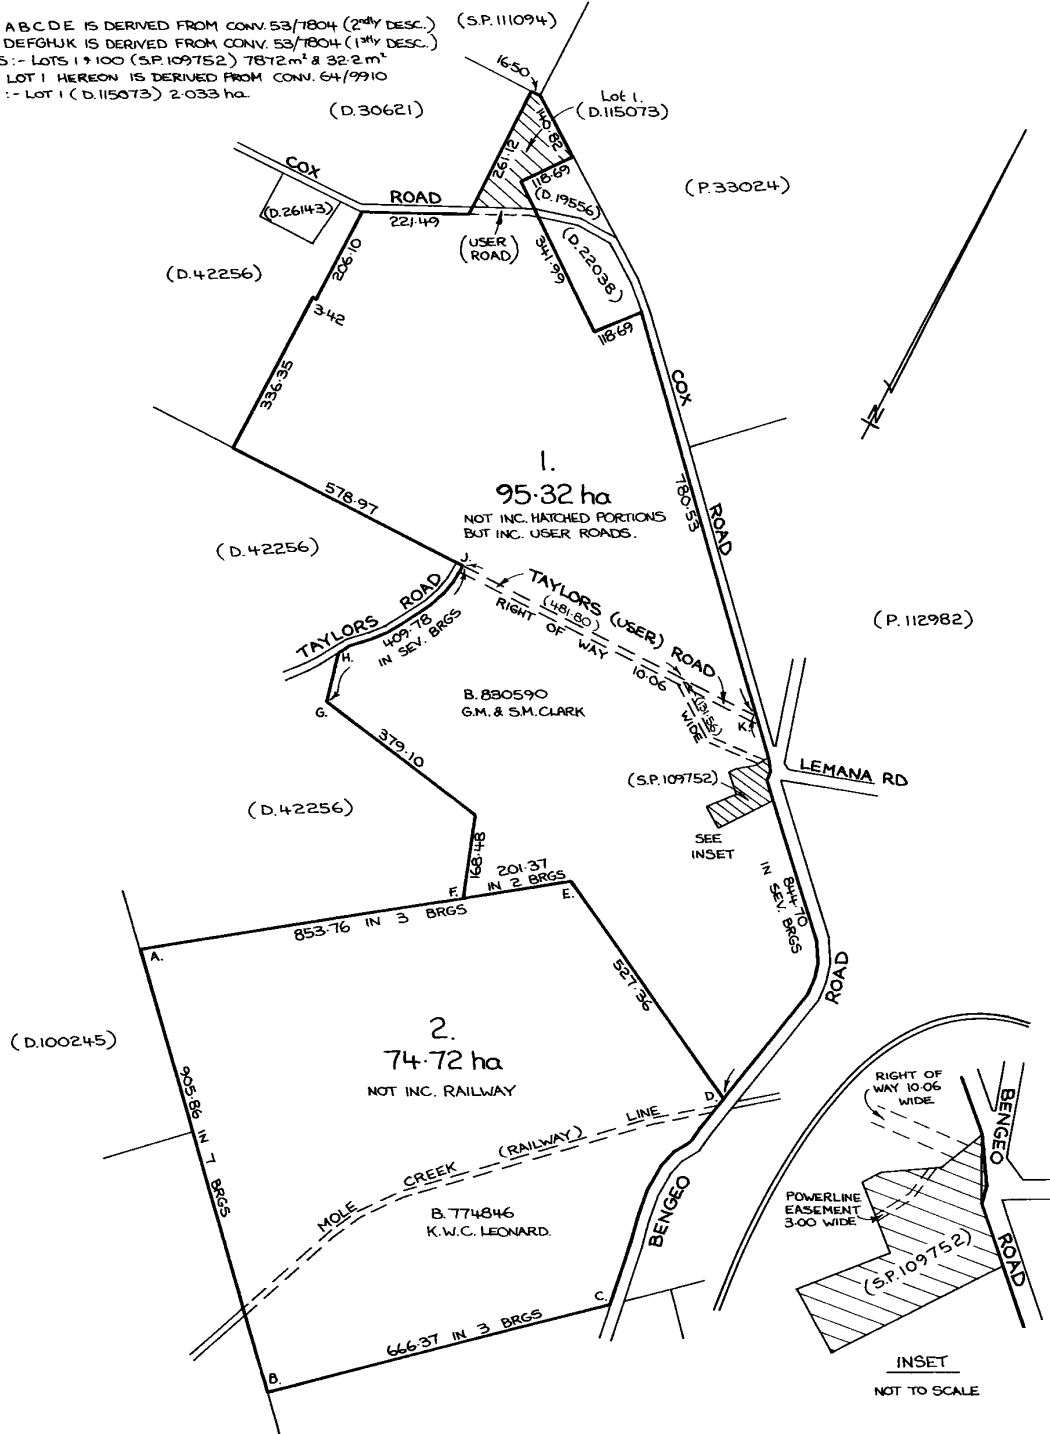 ABCDE IS DERIVED FROM CONV. 53/7804 (2ndly DESC.)
DEFGHJK IS DERIVED FROM CONV. 53/7804 (1stly DESC.)
S :- LOTS 1 & 100 (S.P. 109752) 7872m² & 32.2m²
LOT 1 HEREON IS DERIVED FROM CONV. 64/9910
:- LOT 1 (D.115073) 2.033 ha.
(S.P. 111094)
16.50
Lot 1.
(D.115073)
(D.30621)
140.82
261.12
118.69
(D.19556)
(P.33024)
COX
ROAD
(D.26143)
221.49
(USER
ROAD)
(D.22038)
341.99
118.69
206.10
(D.42256)
3.42
336.35
COX
ROAD
780.53
N
578.97
1.
95.32 ha
NOT INC. HATCHED PORTIONS
BUT INC. USER ROADS.
(D.42256)
J.
TAYLORS ROAD
409.78
IN SEV. BRGS
TAYLORS (USER) ROAD
(481.80)
RIGHT OF WAY 10.06
WIDE
(131.58)
K.
(P. 112982)
H.
G.
B. 830590
G.M. & S.M. CLARK
379.10
LEMANA RD
(S.P. 109752)
SEE
INSET
(D.42256)
168.48
201.37
IN 2 BRGS
F.
E.
844.70
IN SEV. BRGS
853.76 IN 3 BRGS
A.
527.36
ROAD
(D.100245)
2.
74.72 ha
NOT INC. RAILWAY
905.86 IN 7 BRGS
D.
MOLE CREEK (RAILWAY) LINE
B. 774846
K.W.C. LEONARD.
BENGEO
C.
666.37 IN 3 BRGS
B.
RIGHT OF
WAY 10.06
WIDE
BENGEO
ROAD
POWERLINE
EASEMENT
3.00 WIDE
(S.P. 109752)
INSET
NOT TO SCALE